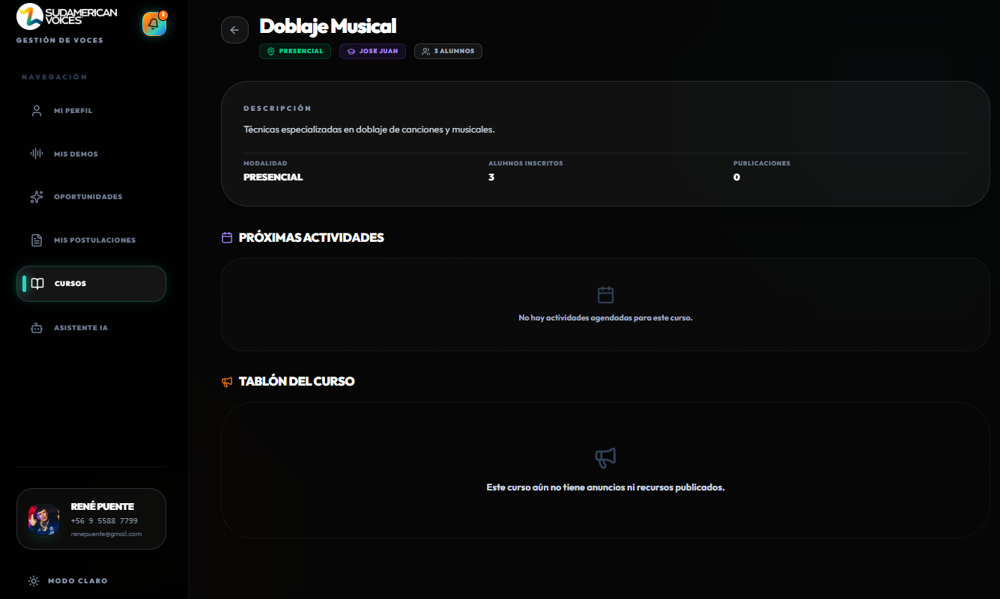 SUDAMERICAN
VOICES
1
GESTIÓN DE VOCES
NAVEGACIÓN
MI PERFIL
MIS DEMOS
OPORTUNIDADES
MIS POSTULACIONES
CURSOS
ASISTENTE IA
RENÉ PUENTE
+56 9 5588 7799
renepuente@gmail.com
MODO CLARO
Doblaje Musical
PRESENCIAL
JOSE JUAN
3 ALUMNOS
DESCRIPCIÓN
Técnicas especializadas en doblaje de canciones y musicales.
MODALIDAD
PRESENCIAL
ALUMNOS INSCRITOS
3
PUBLICACIONES
0
PRÓXIMAS ACTIVIDADES
No hay actividades agendadas para este curso.
TABLÓN DEL CURSO
Este curso aún no tiene anuncios ni recursos publicados.